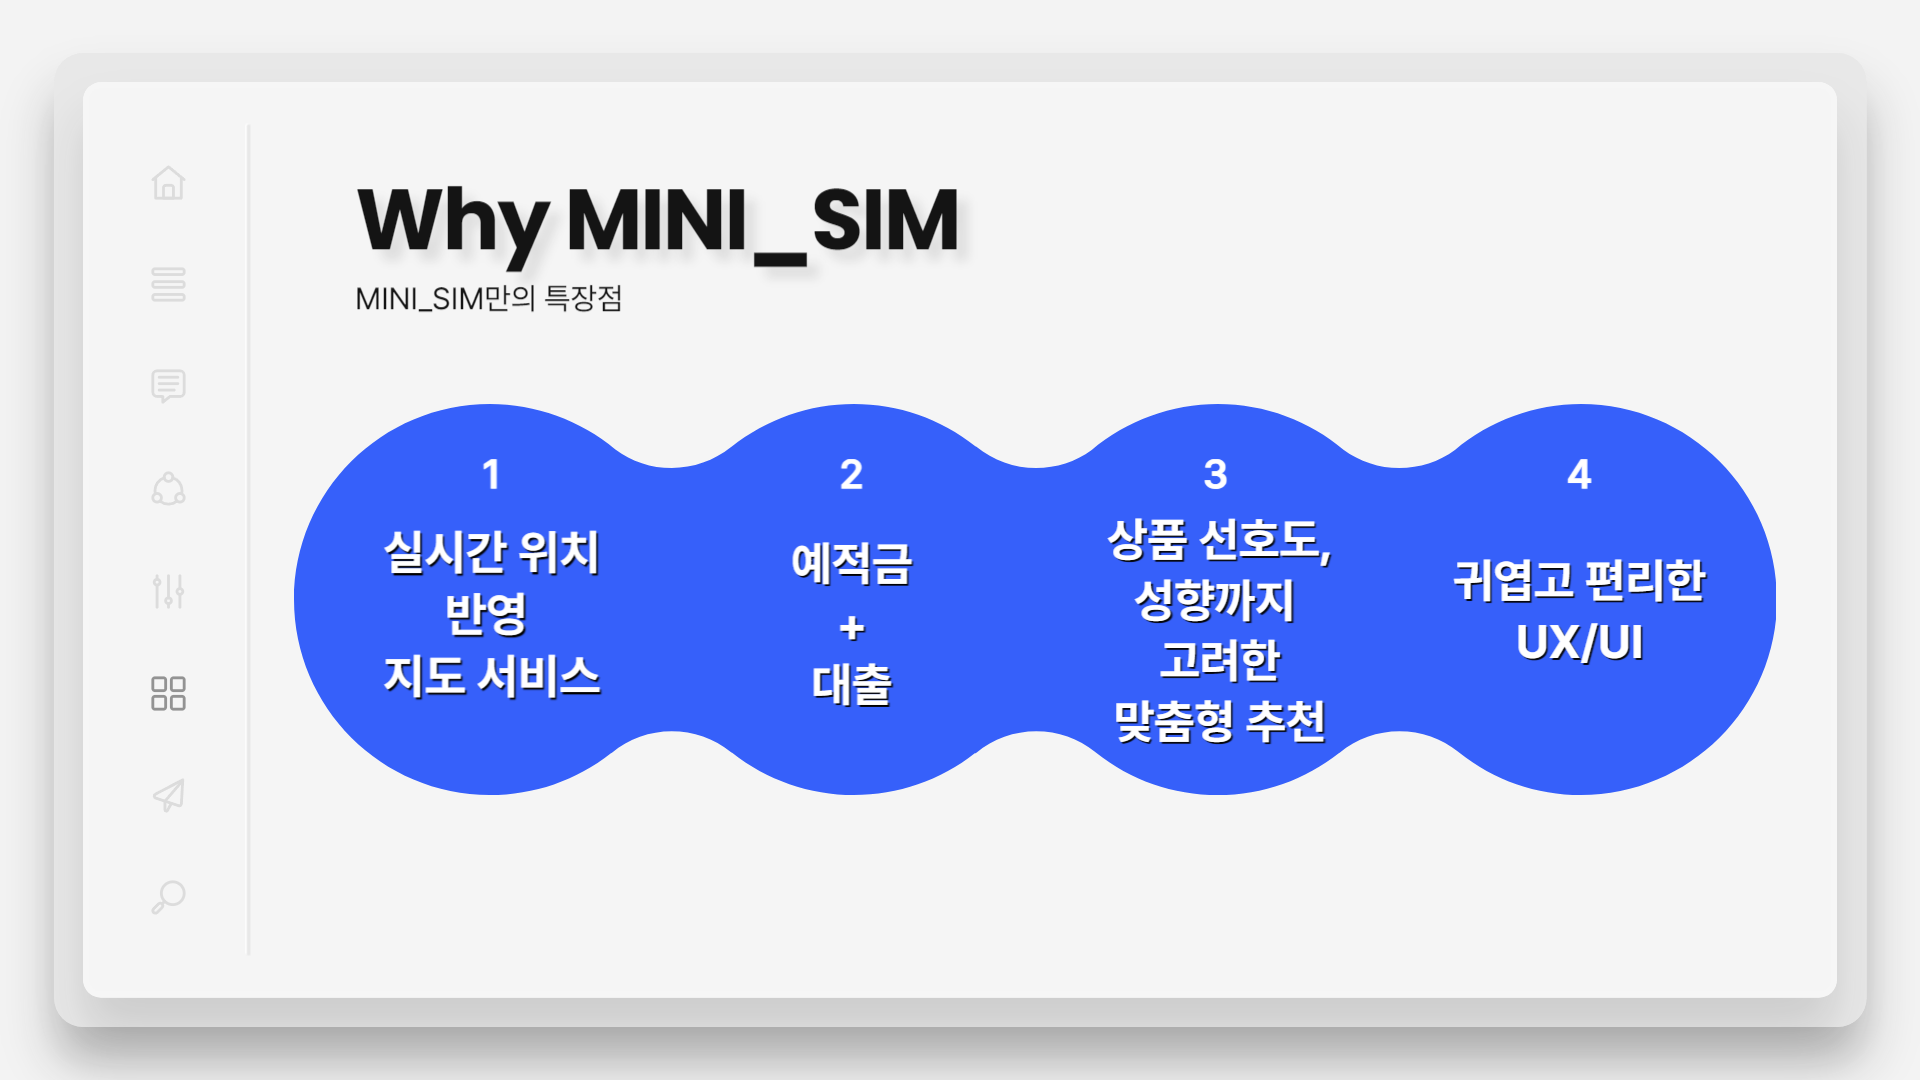 Why MINI_SIM
MINI_SIM만의 특장점
1
실시간 위치
반영
지도 서비스
2
예적금
+
대출
3
상품 선호도,
성향까지
고려한
맞춤형 추천
4
귀엽고 편리한
UX/UI